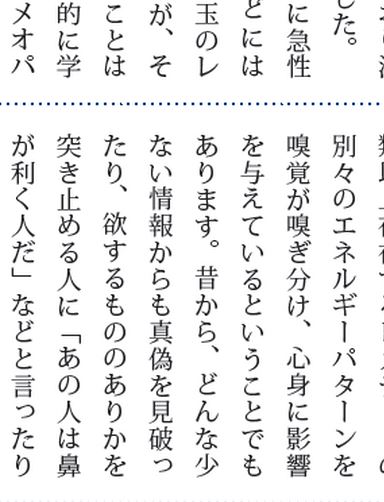 した。
に急性
どには
玉のレ
が、そ
ことは
的に学
メオパ
別々のエネルギーパターンを
嗅覚が嗅ぎ分け、心身に影響
を与えているということでも
あります。昔から、どんな少
ない情報からも真偽を見破っ
たり、欲するもののありかを
突き止める人に「あの人は鼻
が利く人だ」などと言ったり